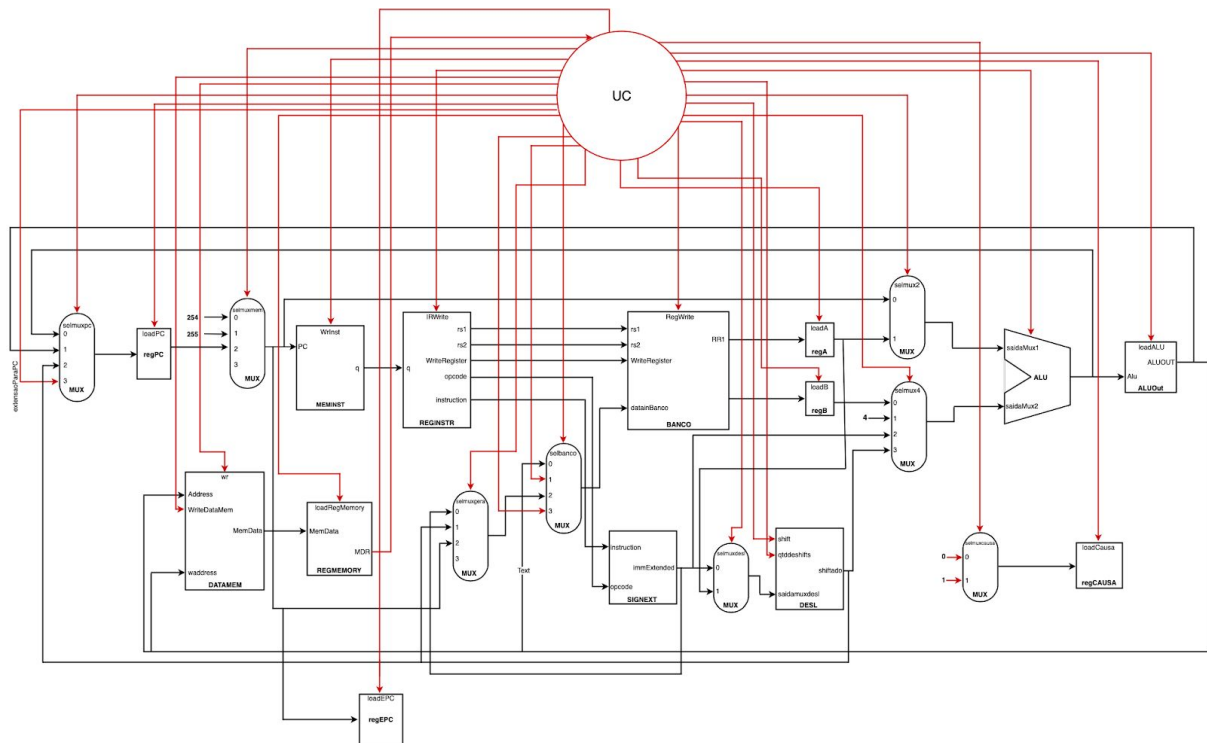 UC
selmuxpc
0
1
2
3
MUX
extensaoParaPC
loadPC
regPC
254
255
selmuxmem
0
1
2
3
MUX
WrInst
PC
q
MEMINST
IRWrite
rs1
rs2
WriteRegister
opcode
q
instruction
REGINSTR
RegWrite
rs1
RR1
rs2
WriteRegister
datainBanco
BANCO
loadA
regA
loadB
regB
selmux2
0
1
MUX
selmux4
0
4
1
2
3
MUX
saidaMux1
ALU
saidaMux2
loadALU
ALUOUT
Alu
ALUOut
wr
Address
WriteDataMem
MemData
waddress
DATAMEM
loadRegMemory
MemData
MDR
REGMEMORY
selmuxgera
0
1
2
3
MUX
selbanco
0
1
2
3
MUX
Text
instruction
immExtended
opcode
SIGNEXT
selmuxdesl
0
1
MUX
shift
qtddeshifts
shiftado
saidamuxdesl
DESL
selmuxcausa
0
0
1
1
MUX
loadCausa
regCAUSA
loadEPC
regEPC